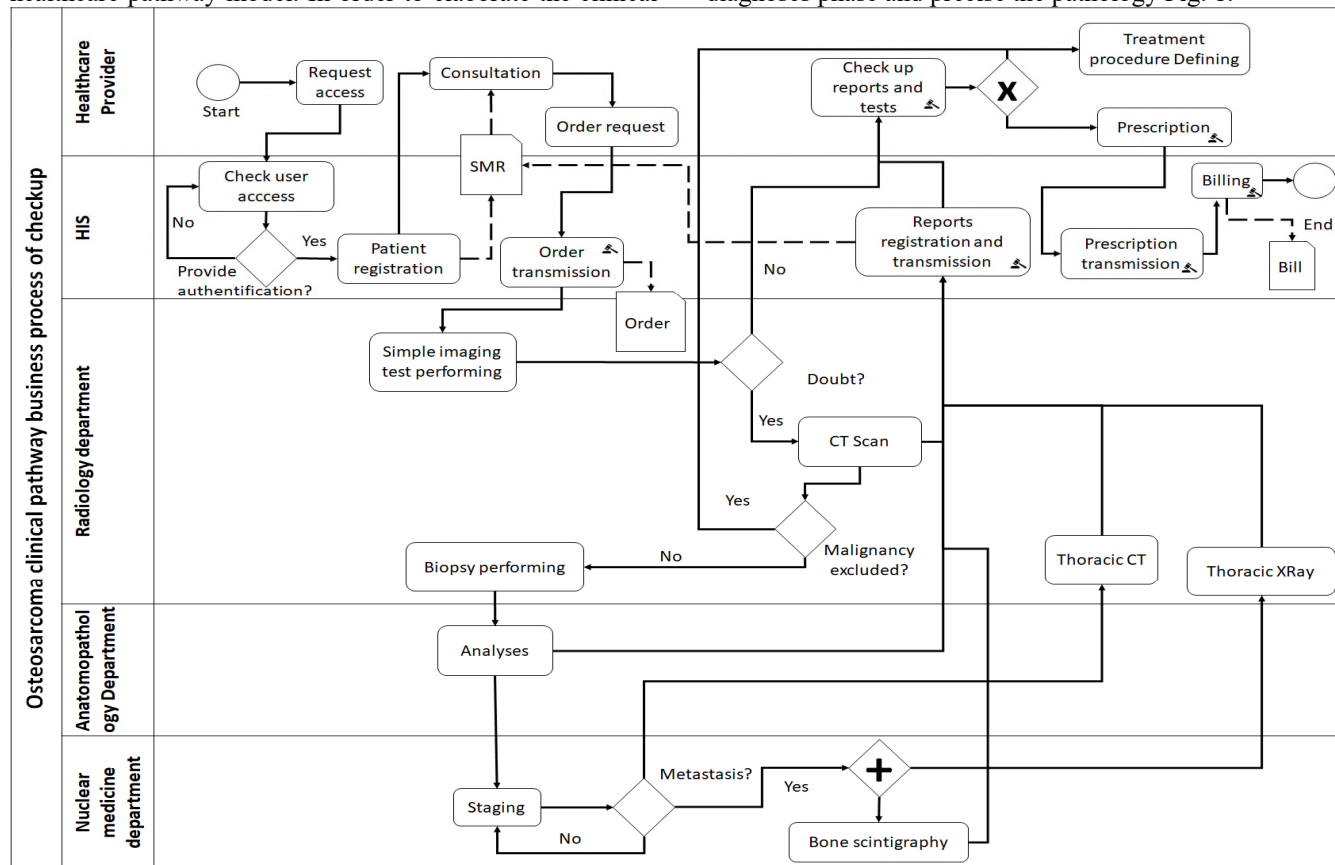 healthcare pathway model. In order to elaborate the clinical
diagnoses phase and precise the pathology Fig. 1.
Osteosarcoma clinical pathway business process of checkup
Healthcare
Provider
Start
Request
access
Consultation
Order request
SMR
Check up
reports and
tests
X
Treatment
procedure Defining
Prescription
HIS
Check user
acccess
No
Yes
Provide
authentification?
Patient
registration
Order
transmission
Order
No
Reports
registration and
transmission
Prescription
transmission
Billing
End
Bill
Radiology department
Simple imaging
test performing
Doubt?
Yes
CT Scan
Yes
Malignancy
excluded?
No
Biopsy performing
Thoracic CT
Thoracic XRay
Anatomopathol
ogy Department
Analyses
Nuclear
medicine
department
Staging
No
Metastasis?
Yes
+
Bone scintigraphy